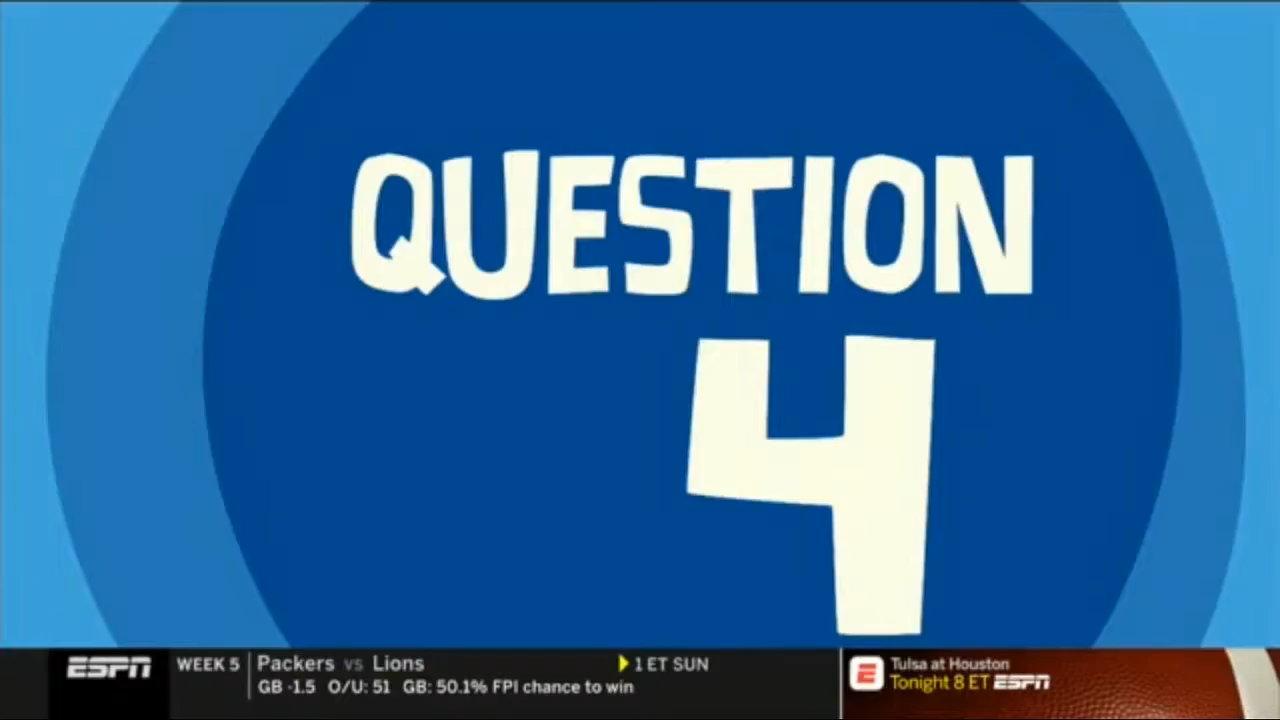 QUESTION
4
ESPN WEEK 5 Packers vs Lions 1 ET SUN
GB -1.5 O/U: 51 GB: 50.1% FPI chance to win
E Tulsa at Houston
Tonight 8 ET ESPN